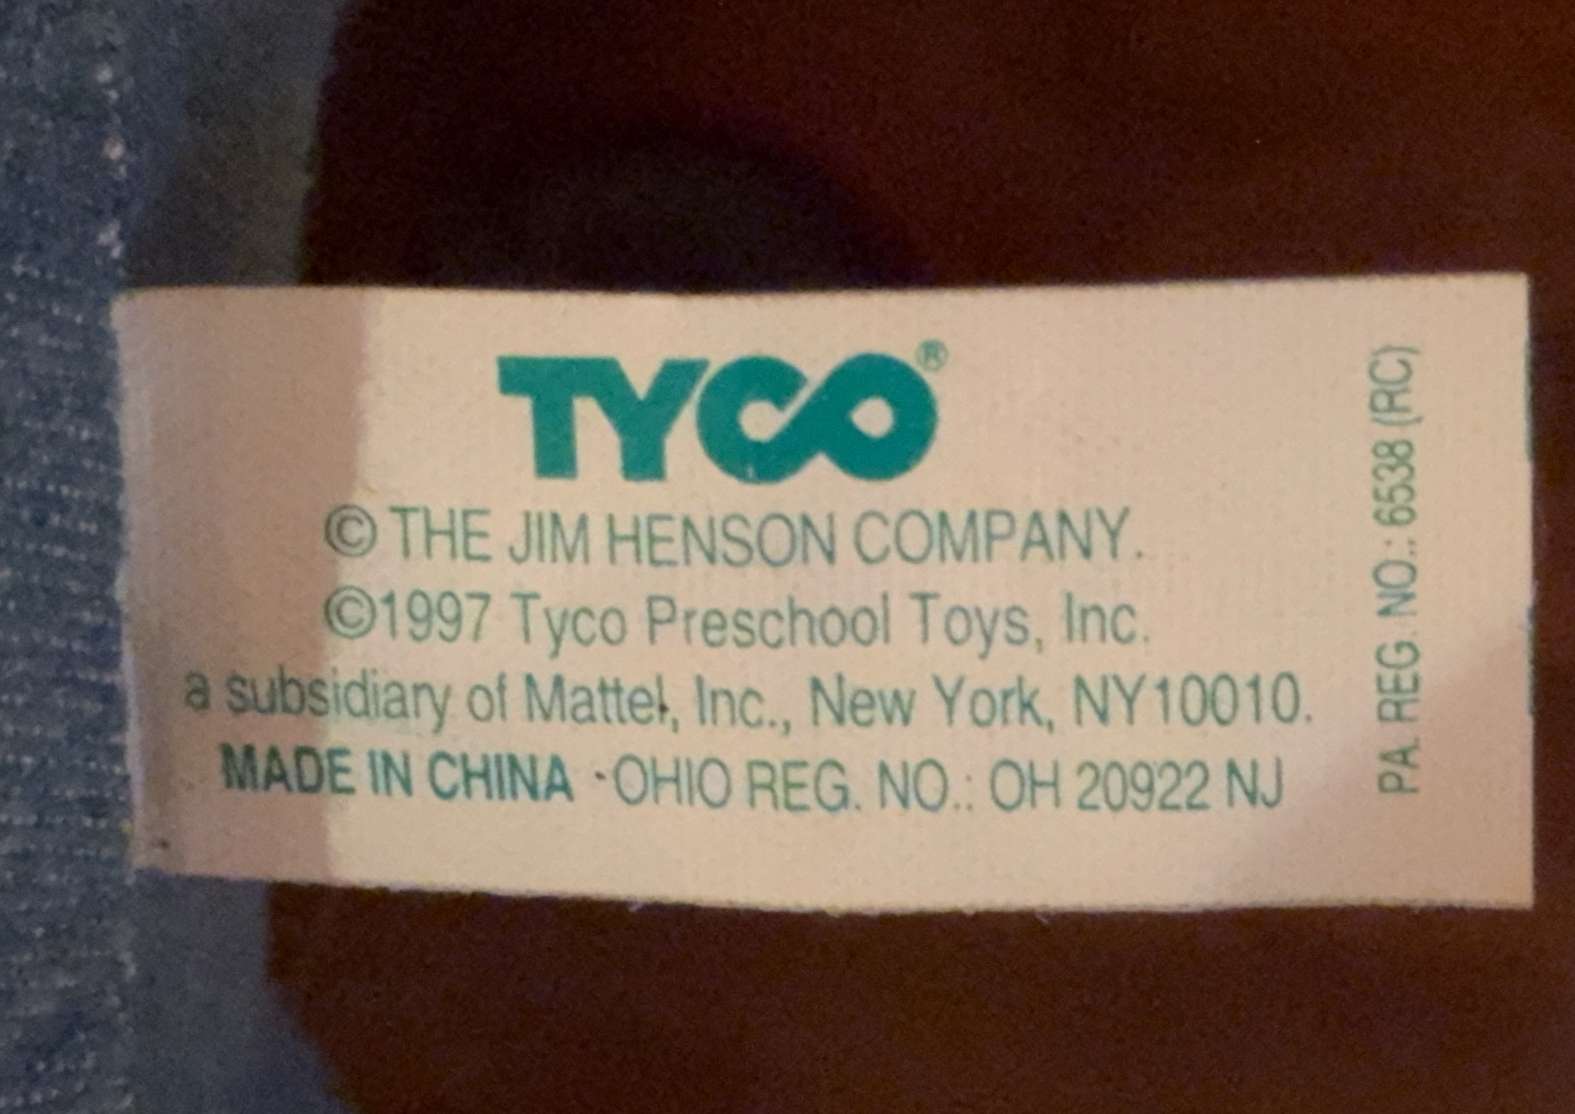 TYCO®
© THE JIM HENSON COMPANY.
©1997 Tyco Preschool Toys, Inc.
a subsidiary of Mattel, Inc., New York, NY10010.
MADE IN CHINA ·OHIO REG. NO.: OH 20922 NJ
PA. REG. NO.: 6538 (RC)